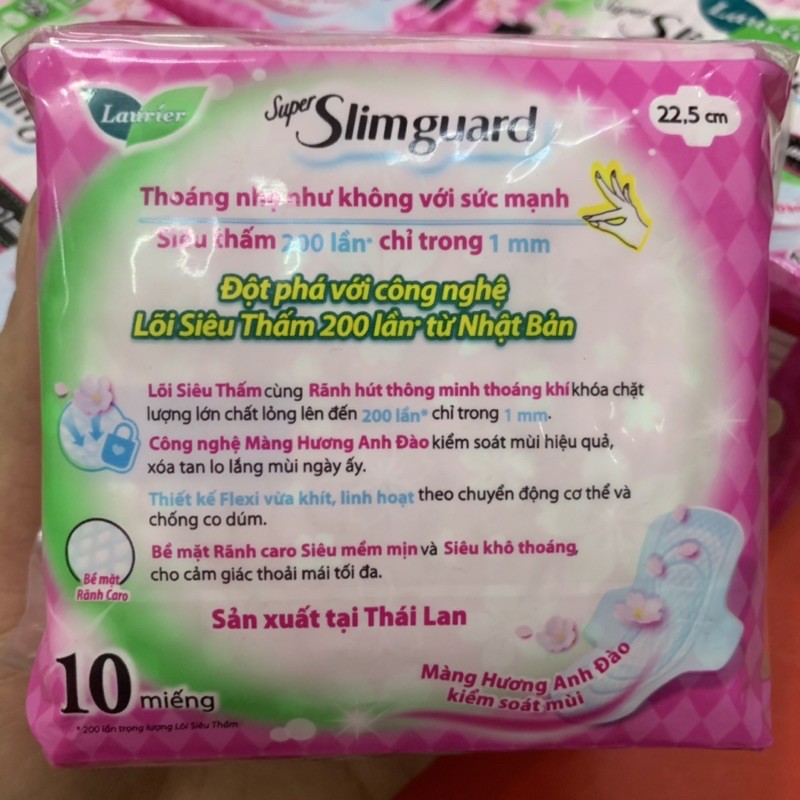 Laurier
Super Slimguard
22,5 cm
Thoáng nhẹ như không với sức mạnh
Siêu thấm 200 lần* chỉ trong 1 mm
Đột phá với công nghệ
Lõi Siêu Thấm 200 lần* từ Nhật Bản
Lõi Siêu Thấm cùng Rãnh hút thông minh thoáng khí khóa chặt
lượng lớn chất lỏng lên đến 200 lần* chỉ trong 1 mm.
Công nghệ Màng Hương Anh Đào kiểm soát mùi hiệu quả,
xóa tan lo lắng mùi ngày ấy.
Thiết kế Flexi vừa khít, linh hoạt theo chuyển động cơ thể và
chống co dúm.
Bề mặt Rãnh caro Siêu mềm mịn và Siêu khô thoáng,
cho cảm giác thoải mái tối đa.
Bề mặt
Rãnh Caro
Sản xuất tại Thái Lan
Màng Hương Anh Đào
kiểm soát mùi
10 miếng
* 200 lần trọng lượng Lõi Siêu Thấm